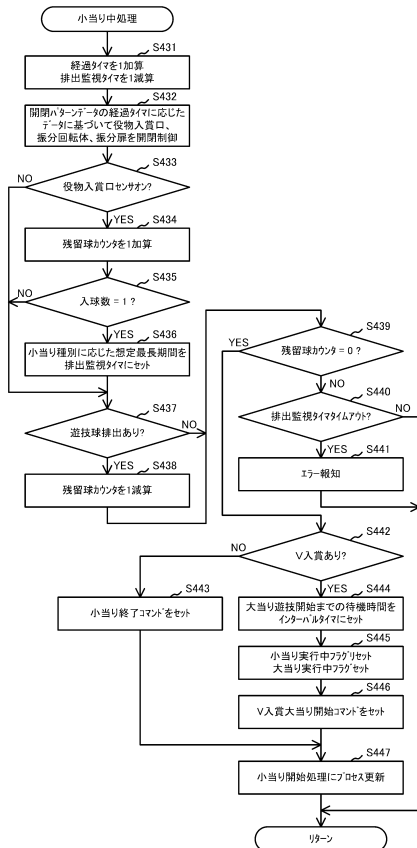 小当り中処理
S431
経過タイマを1加算
排出監視タイマを1減算
S432
開閉パターンデータの経過タイマに応じた
データに基づいて役物入賞口、
振分回転体、振分扉を開閉制御
S433
NO
役物入賞口センサオン?
YES
S434
残留球カウンタを1加算
S435
NO
入球数 = 1 ?
YES
S436
小当り種別に応じた想定最長期間を
排出監視タイマにセット
S437
遊技球排出あり?
NO
YES
S438
残留球カウンタを1減算
S439
YES
残留球カウンタ = 0 ?
NO
S440
排出監視タイマタイムアウト?
NO
YES
S441
エラー報知
S442
NO
V入賞あり?
S443
小当り終了コマンドをセット
YES
S444
大当り遊技開始までの待機時間を
インターバルタイマにセット
S445
小当り実行中フラグリセット
大当り実行中フラグセット
S446
V入賞大当り開始コマンドをセット
S447
小当り開始処理にプロセス更新
リターン